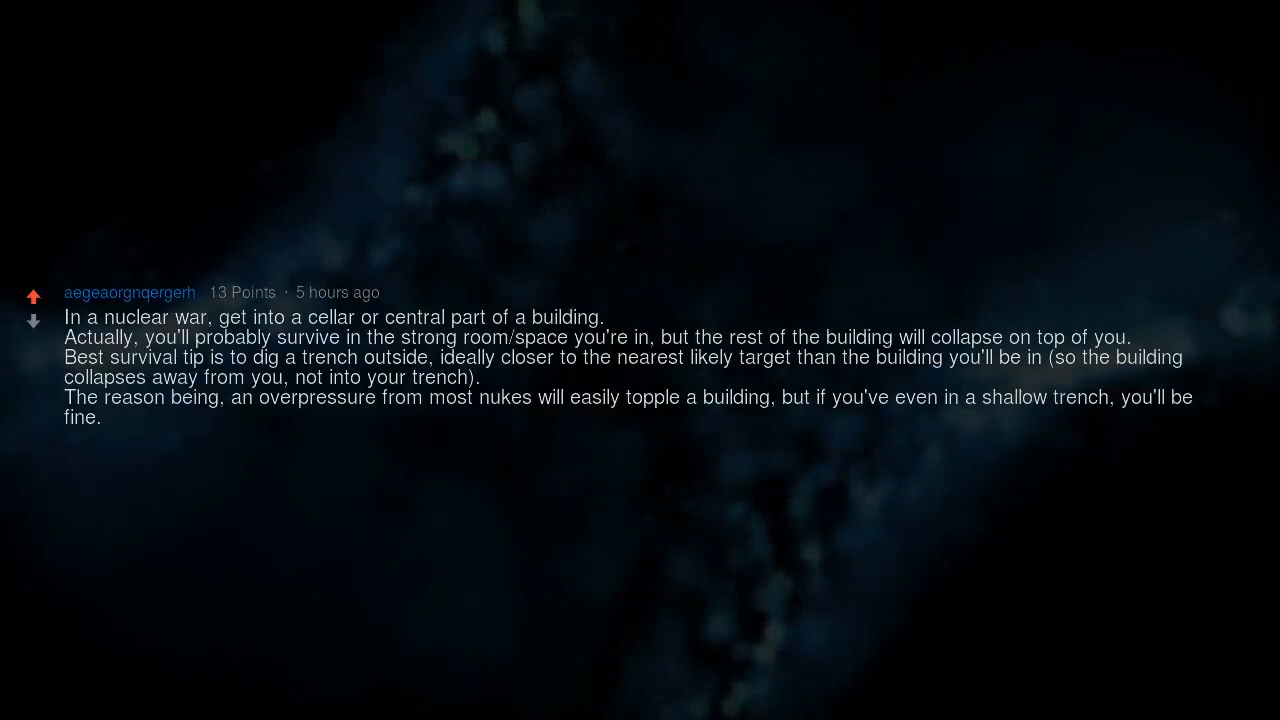 aegeaorgnqergerh 13 Points · 5 hours ago
In a nuclear war, get into a cellar or central part of a building.
Actually, you'll probably survive in the strong room/space you're in, but the rest of the building will collapse on top of you.
Best survival tip is to dig a trench outside, ideally closer to the nearest likely target than the building you'll be in (so the building
collapses away from you, not into your trench).
The reason being, an overpressure from most nukes will easily topple a building, but if you've even in a shallow trench, you'll be
fine.